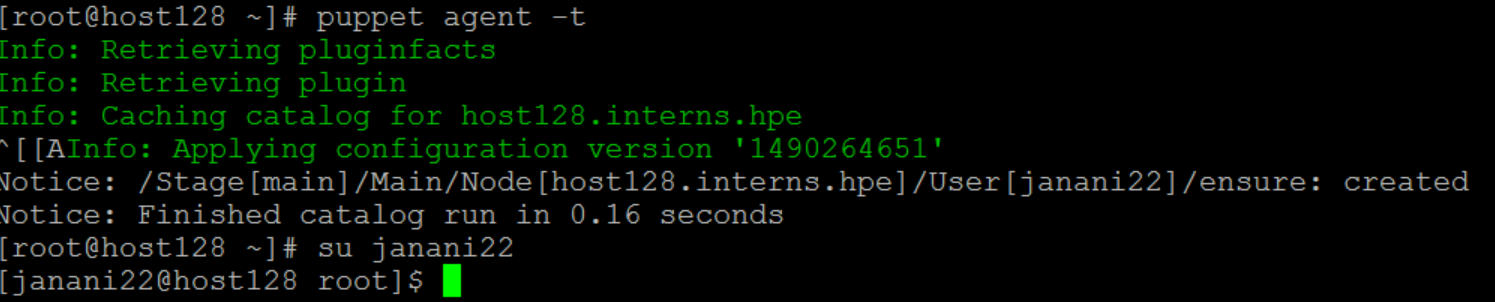 [root@host128 ~]# puppet agent -t
Info: Retrieving pluginfacts
Info: Retrieving plugin
Info: Caching catalog for host128.interns.hpe
^[[AInfo: Applying configuration version '1490264651'
Notice: /Stage[main]/Main/Node[host128.interns.hpe]/User[janani22]/ensure: created
Notice: Finished catalog run in 0.16 seconds
[root@host128 ~]# su janani22
[janani22@host128 root]$